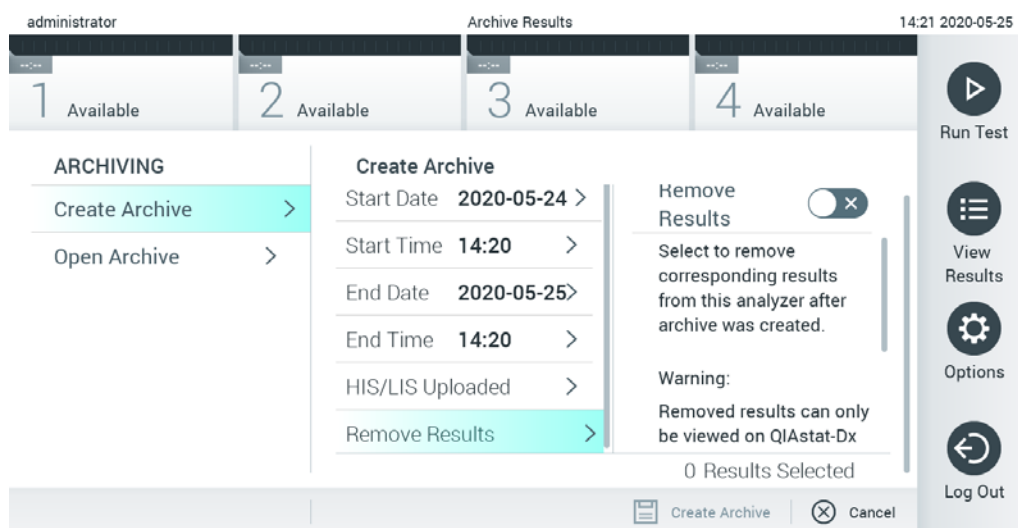 administrator
Archive Results
14:21 2020-05-25
--:--
--:--
--:--
--:--
1 Available
2 Available
3 Available
4 Available
Run Test
View
Results
Options
Log Out
ARCHIVING
Create Archive
Open Archive
Create Archive
Start Date 2020-05-24
Start Time 14:20
End Date 2020-05-25
End Time 14:20
HIS/LIS Uploaded
Remove Results
Remove
Results
Select to remove
corresponding results
from this analyzer after
archive was created.
Warning:
Removed results can only
be viewed on QIAstat-Dx
0 Results Selected
Create Archive
Cancel